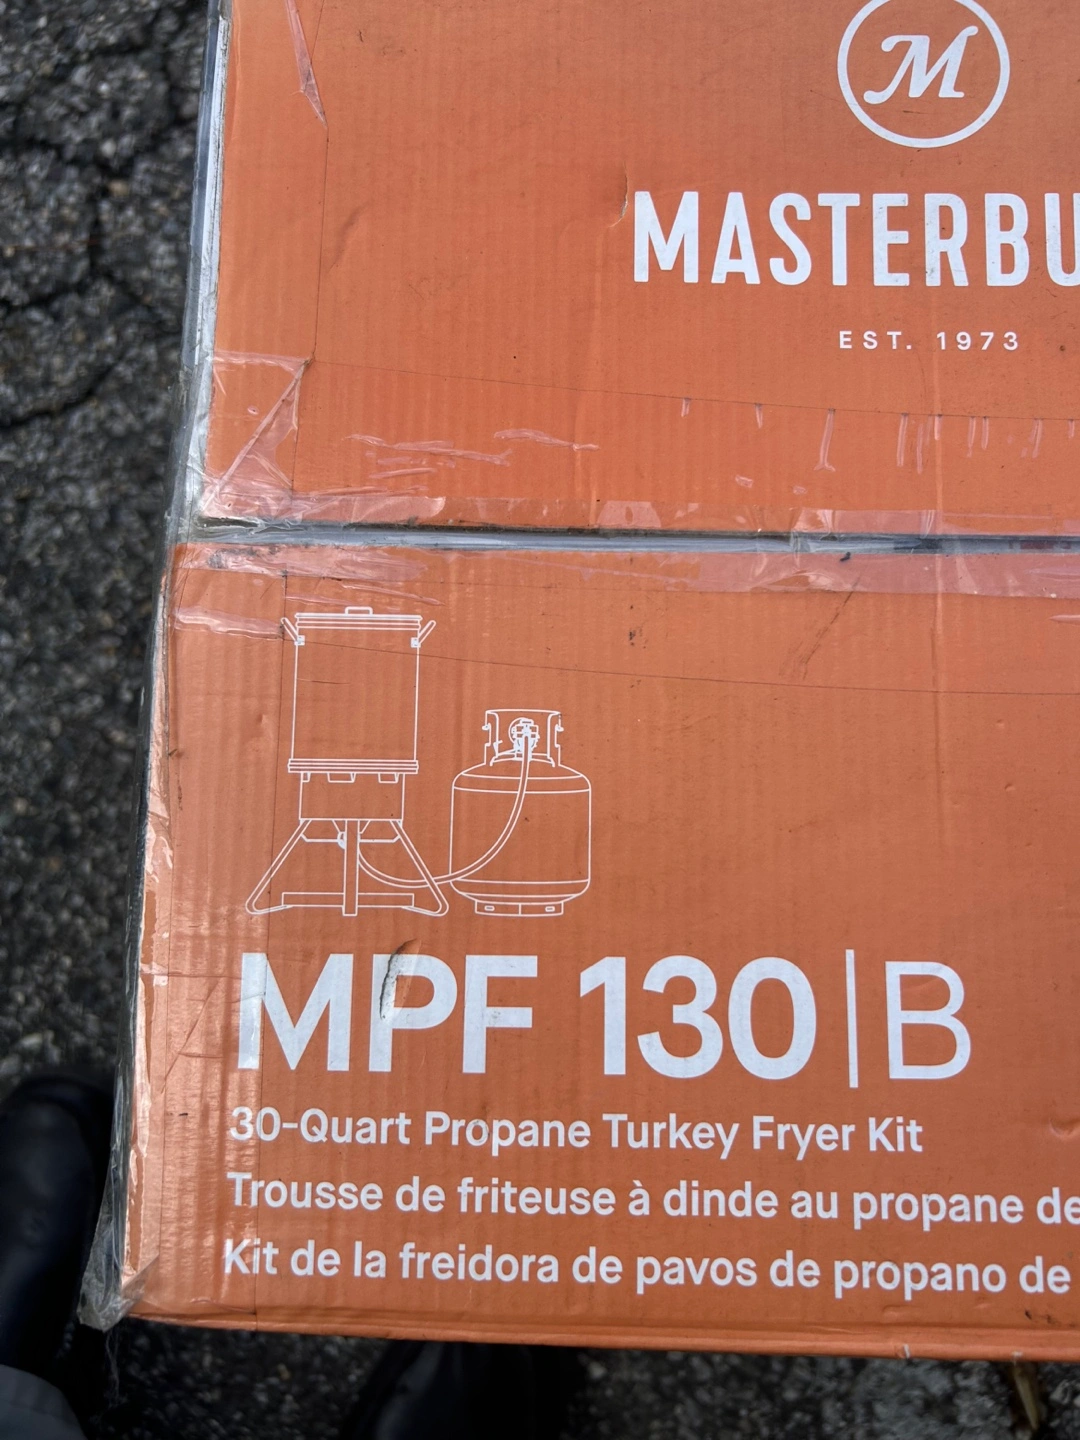 M
MASTERBU
EST. 1973
MPF 130|B
30-Quart Propane Turkey Fryer Kit
Trousse de friteuse à dinde au propane de
Kit de la freidora de pavos de propano de